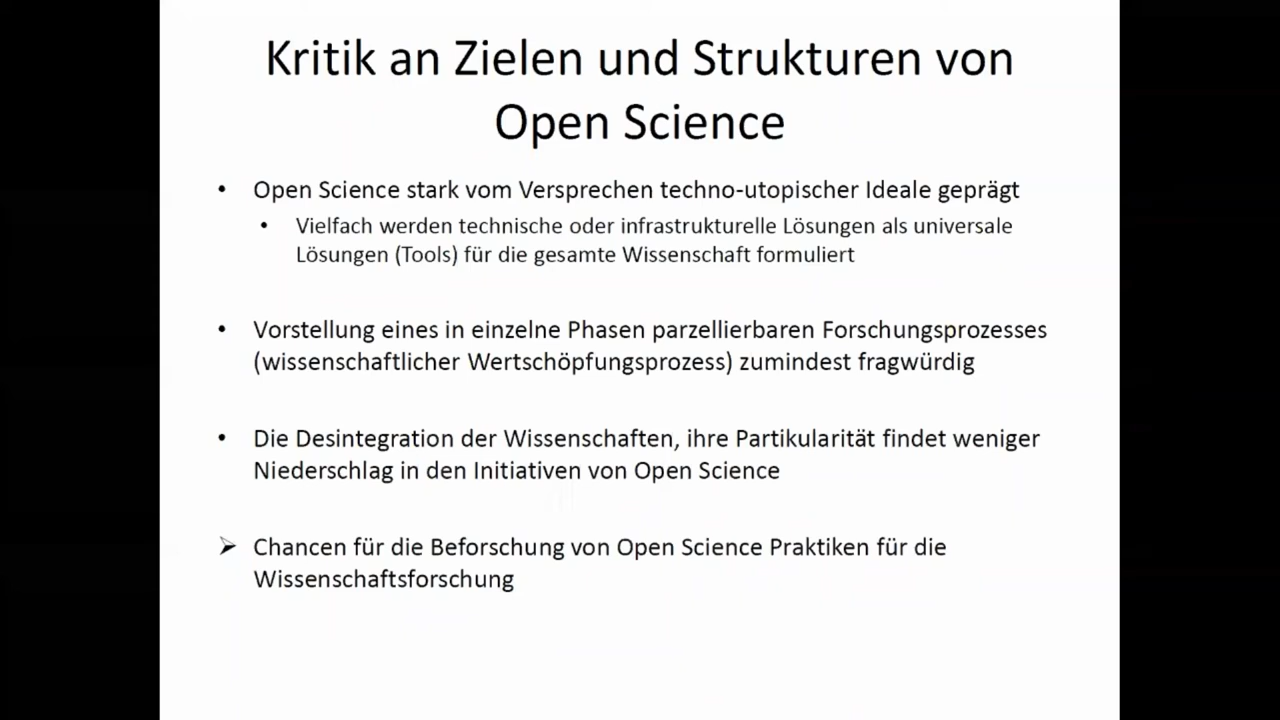 Kritik an Zielen und Strukturen von
Open Science
• Open Science stark vom Versprechen techno-utopischer Ideale geprägt
• Vielfach werden technische oder infrastrukturelle Lösungen als universale
Lösungen (Tools) für die gesamte Wissenschaft formuliert
• Vorstellung eines in einzelne Phasen parzellierbaren Forschungsprozesses
(wissenschaftlicher Wertschöpfungsprozess) zumindest fragwürdig
• Die Desintegration der Wissenschaften, ihre Partikularität findet weniger
Niederschlag in den Initiativen von Open Science
➢ Chancen für die Beforschung von Open Science Praktiken für die
Wissenschaftsforschung